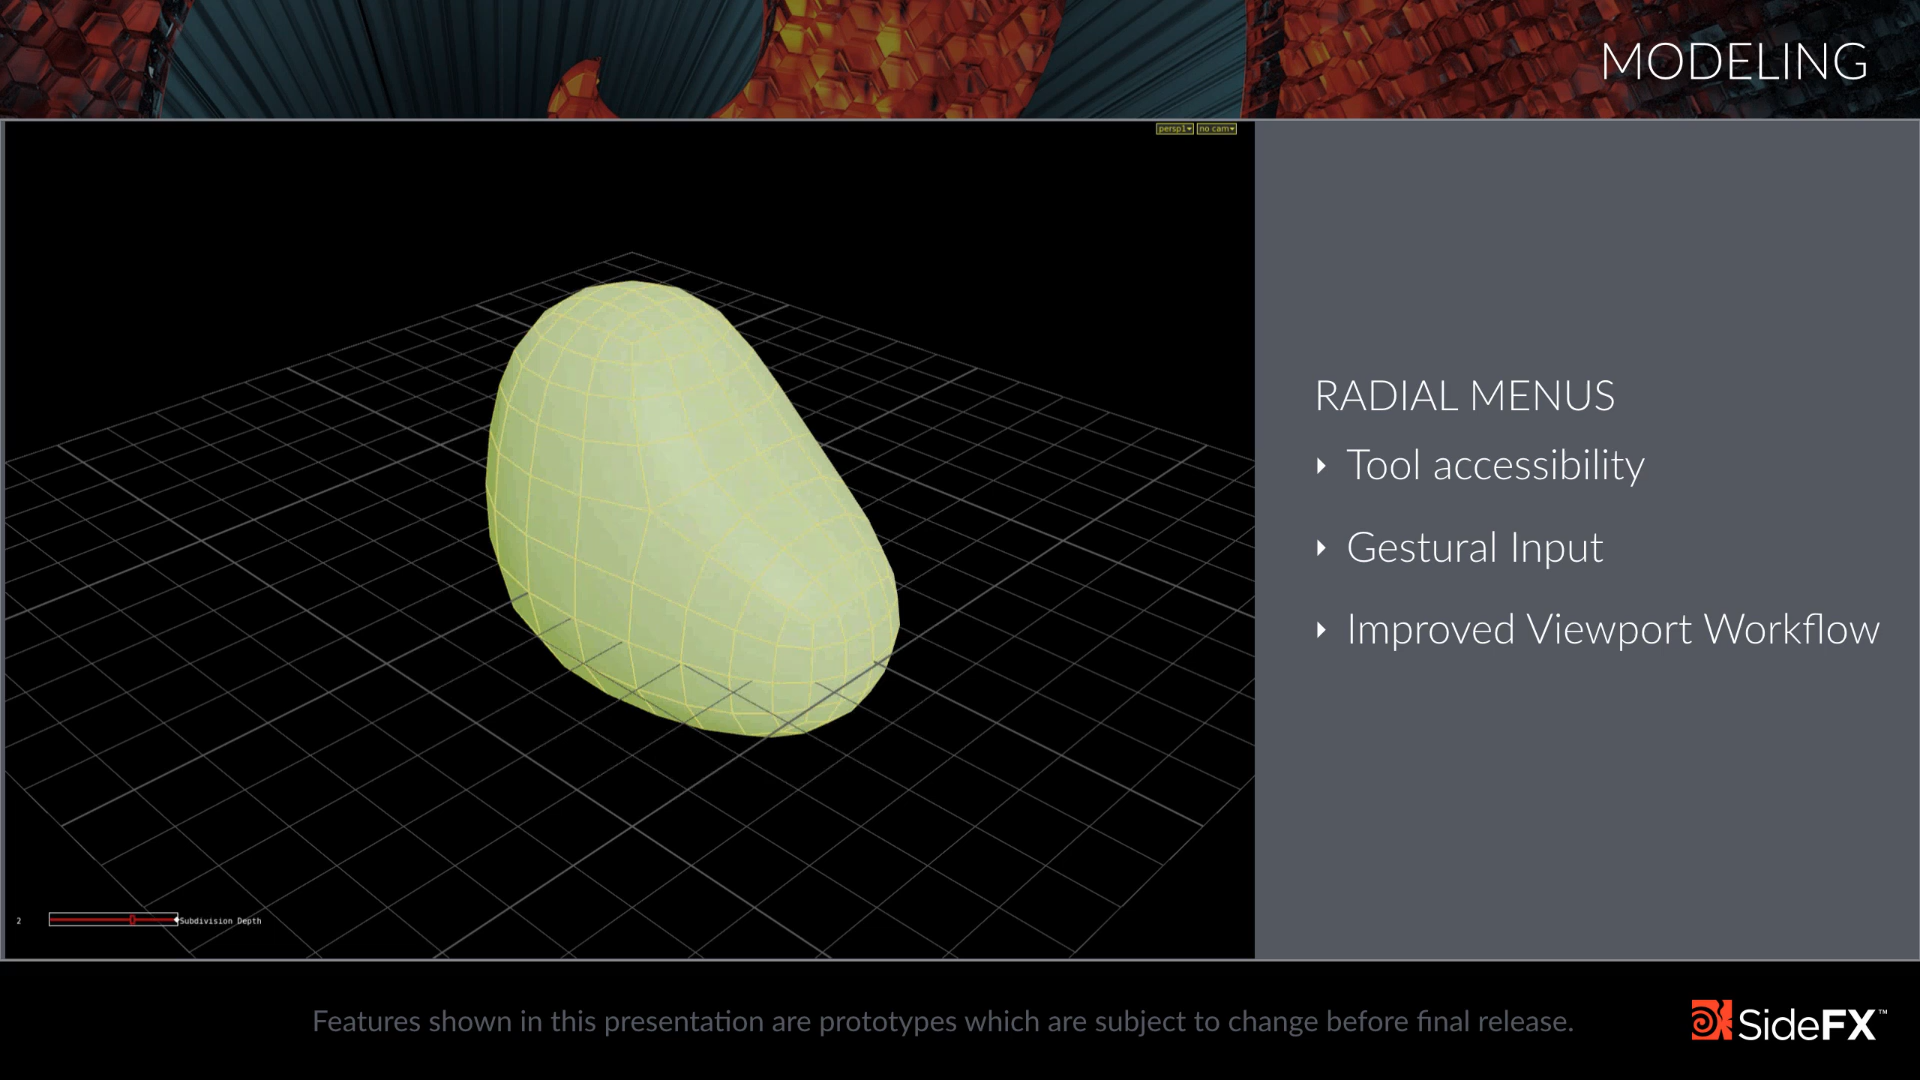 MODELING
persp1 no cam
RADIAL MENUS
Tool accessibility
Gestural Input
Improved Viewport Workflow
2 Subdivision Depth
Features shown in this presentation are prototypes which are subject to change before final release.
SideFX™